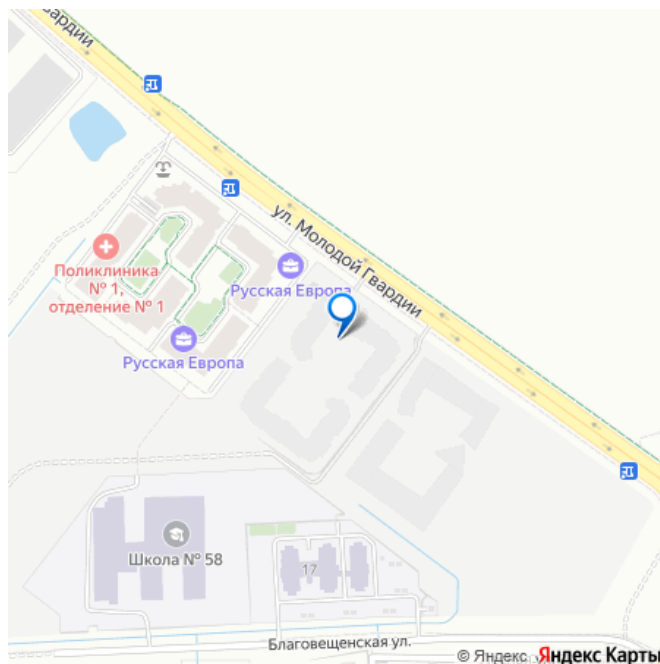 вардии
ул. Молодой Гвардии
Поликлиника
№ 1,
отделение № 1
Русская Европа
Русская Европа
Школа № 58
17
Благовещенская ул.
© Яндекс Яндекс Карты